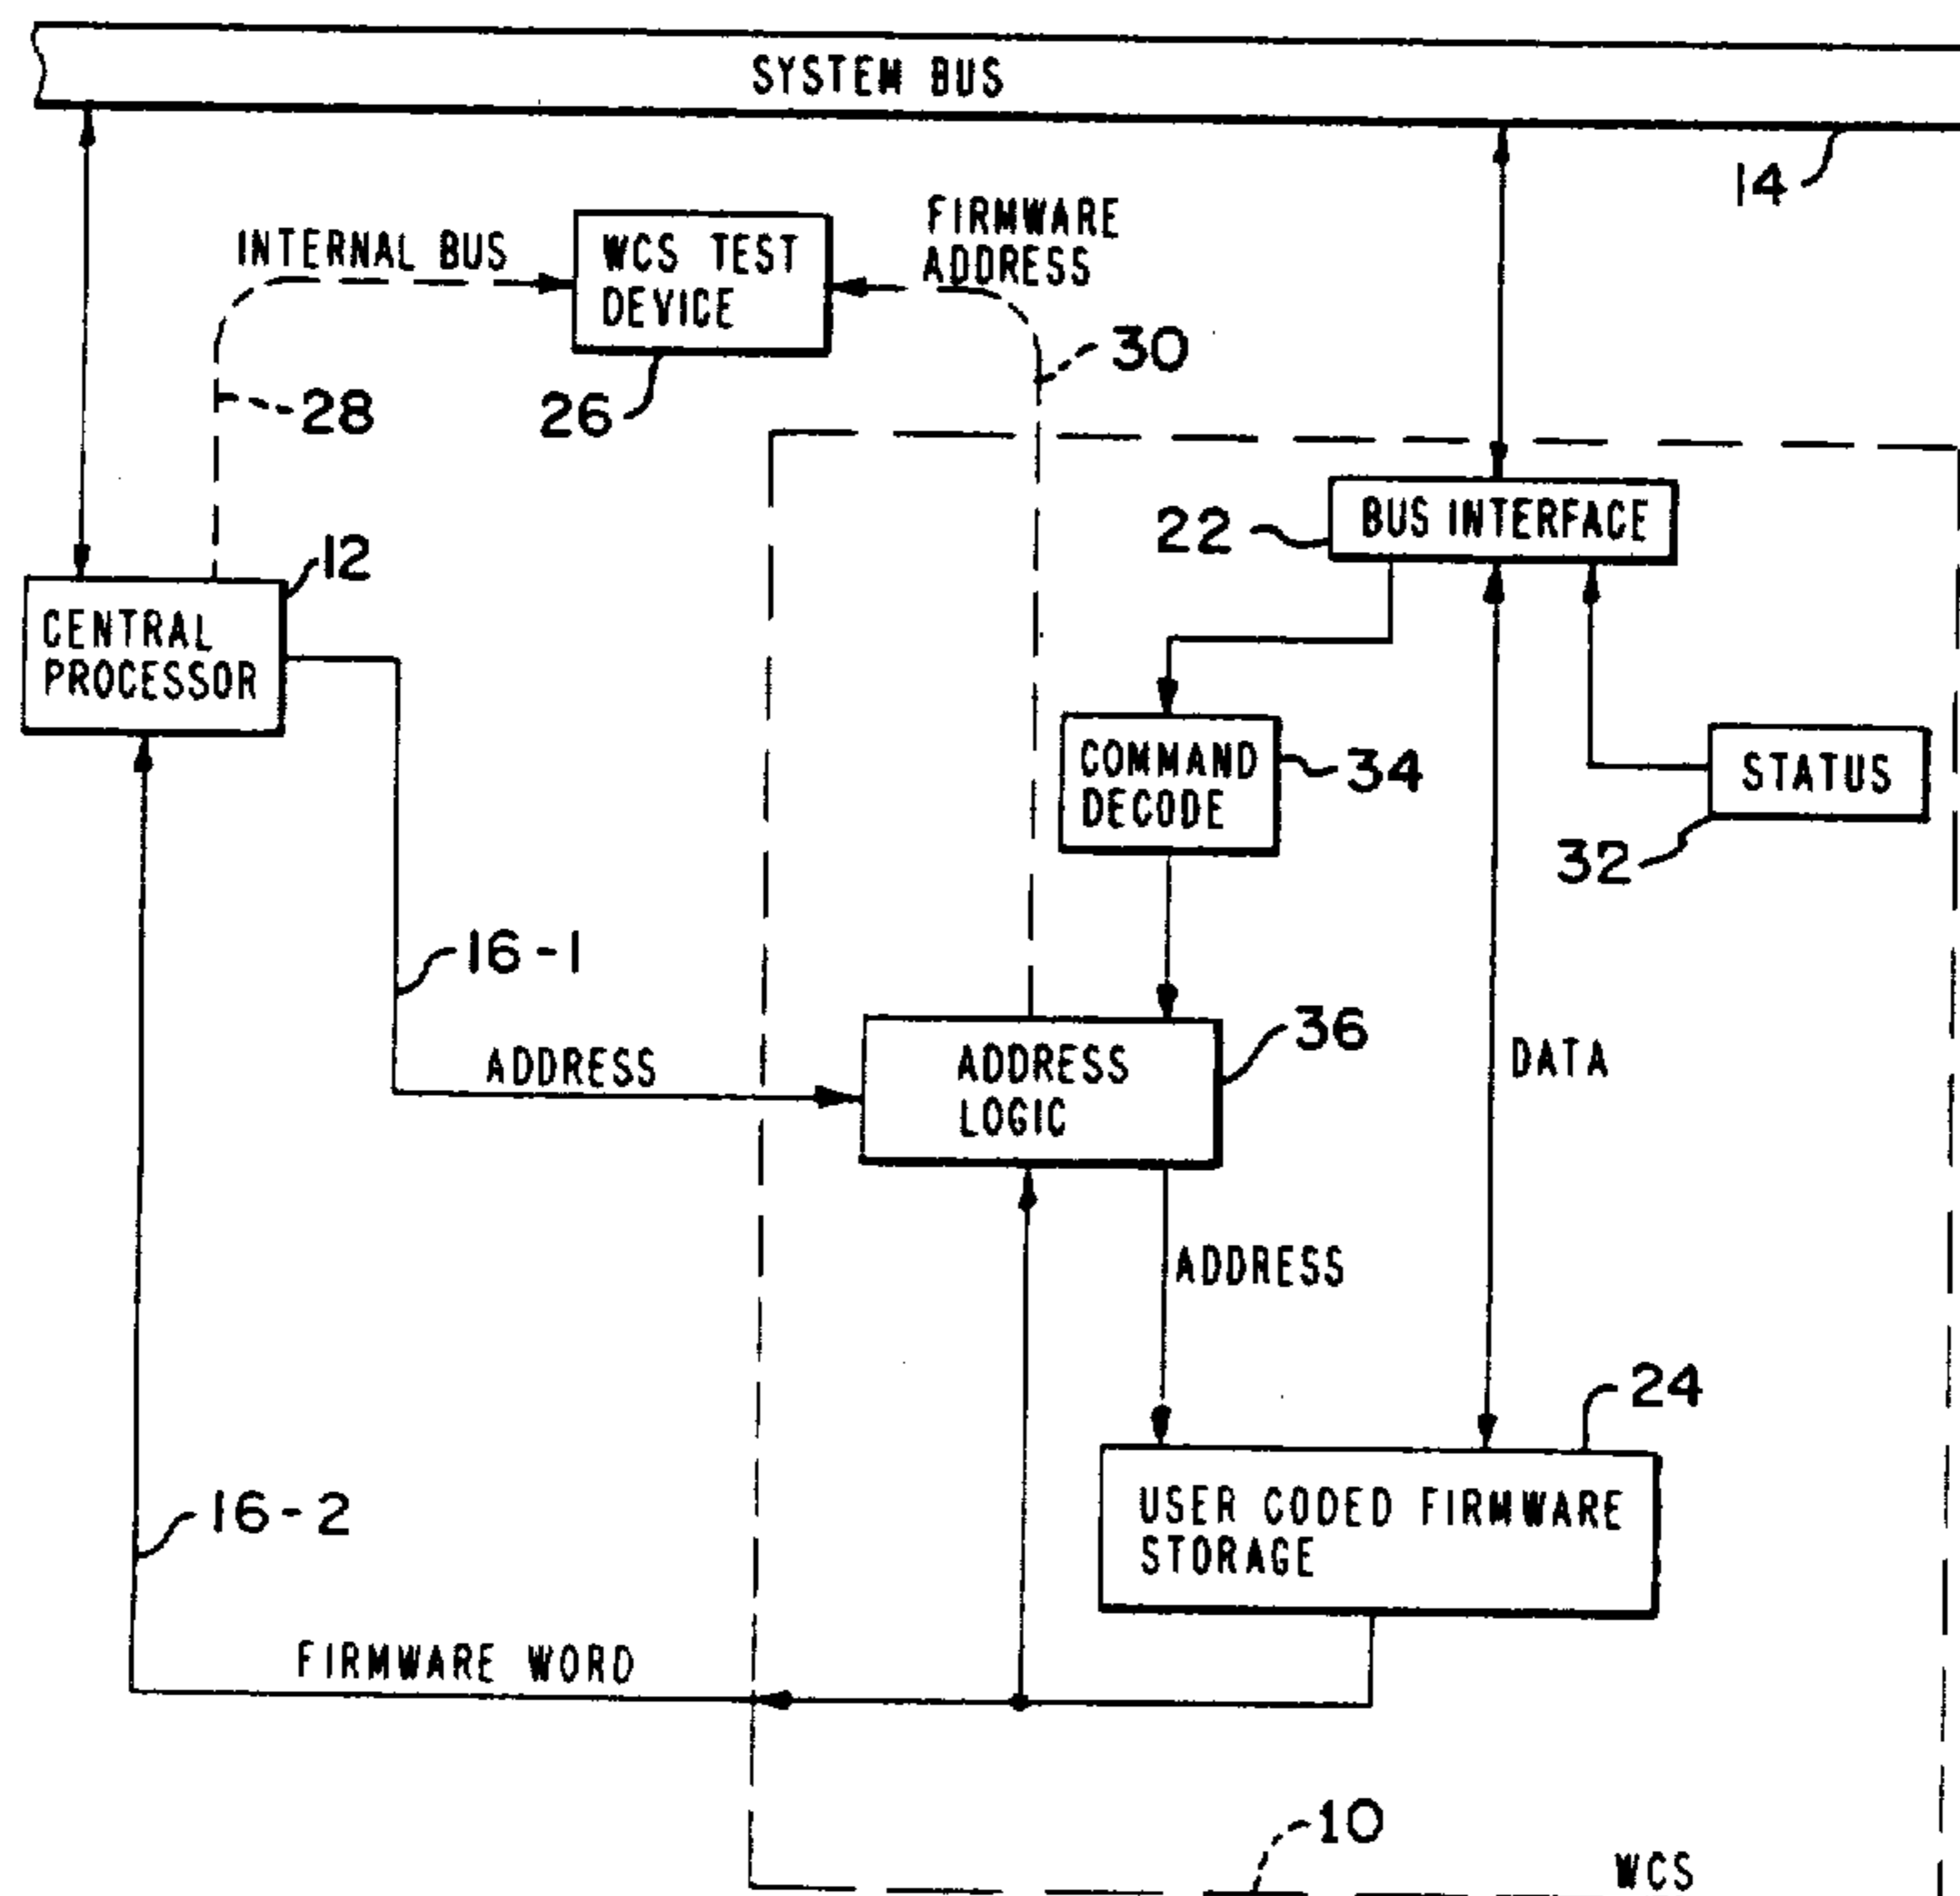 SYSTEM BUS
14
INTERNAL BUS
WCS TEST
DEVICE
FIRMWARE
ADDRESS
30
28
26
22
BUS INTERFACE
12
CENTRAL
PROCESSOR
COMMAND
DECODE
34
STATUS
32
16-1
ADDRESS
ADDRESS
LOGIC
36
DATA
ADDRESS
24
USER CODED FIRMWARE
STORAGE
16-2
FIRMWARE WORD
10
WCS